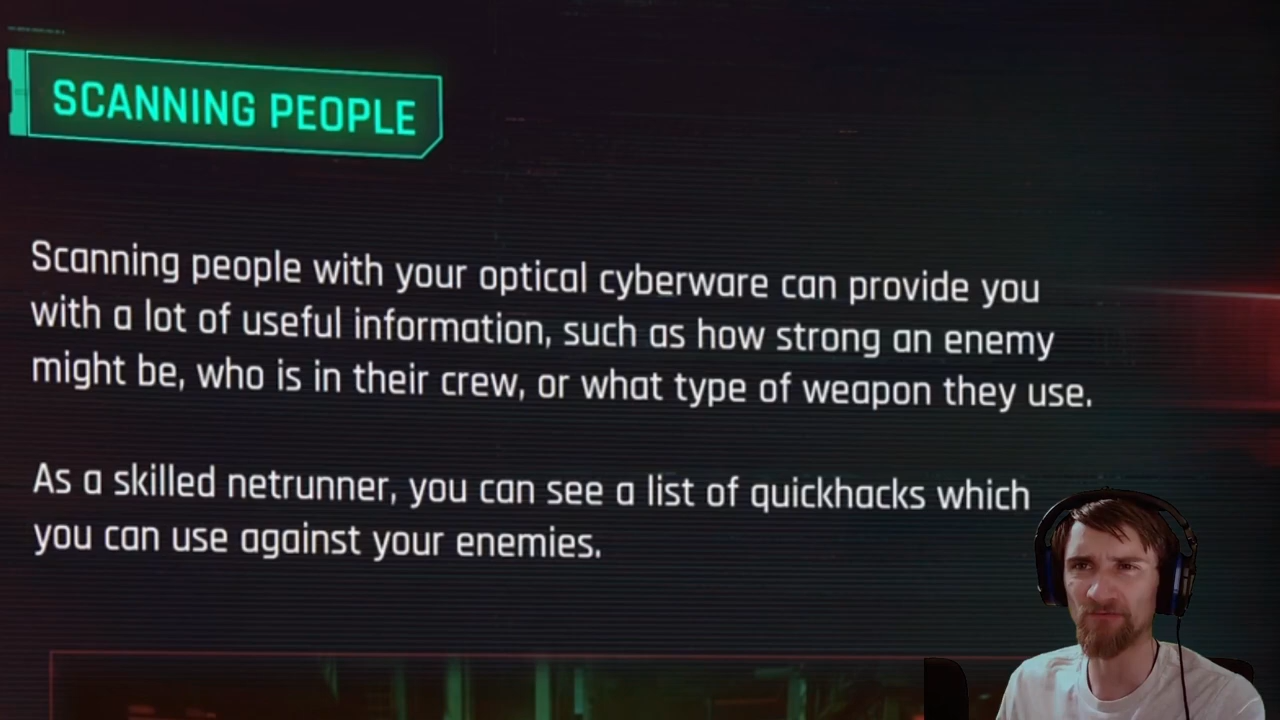 SCANNING PEOPLE
Scanning people with your optical cyberware can provide you
with a lot of useful information, such as how strong an enemy
might be, who is in their crew, or what type of weapon they use.
As a skilled netrunner, you can see a list of quickhacks which
you can use against your enemies.